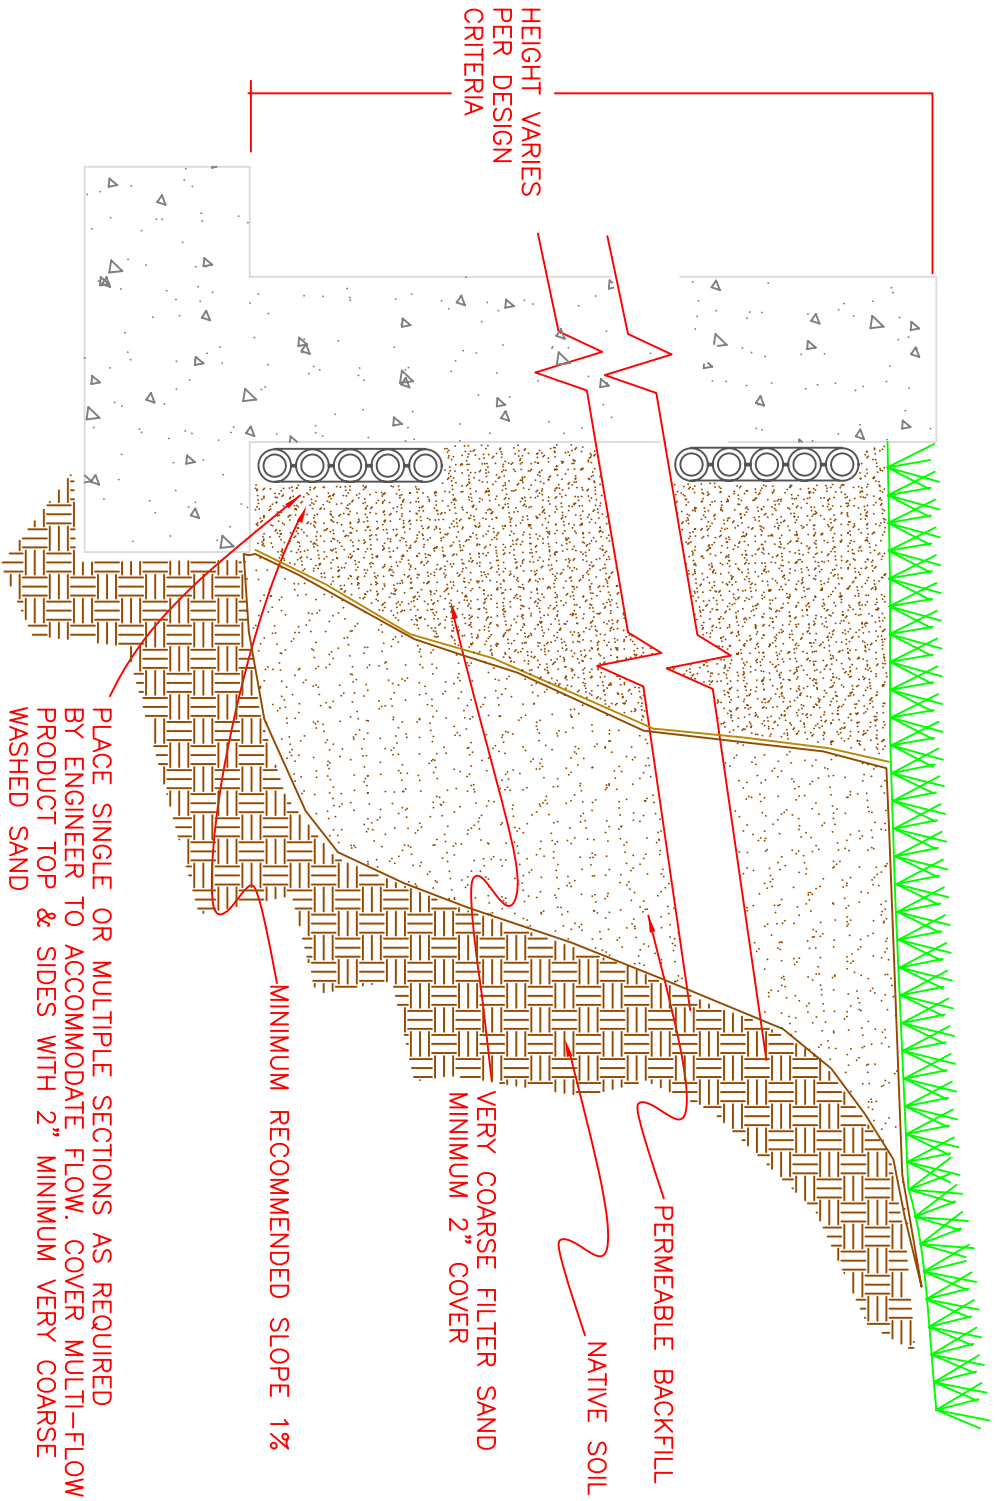 HEIGHT VARIES
PER DESIGN
CRITERIA
PERMEABLE BACKFILL
NATIVE SOIL
VERY COARSE FILTER SAND
MINIMUM 2" COVER
MINIMUM RECOMMENDED SLOPE 1%
PLACE SINGLE OR MULTIPLE SECTIONS AS REQUIRED
BY ENGINEER TO ACCOMMODATE FLOW. COVER MULTI-FLOW
PRODUCT TOP & SIDES WITH 2" MINIMUM VERY COARSE
WASHED SAND